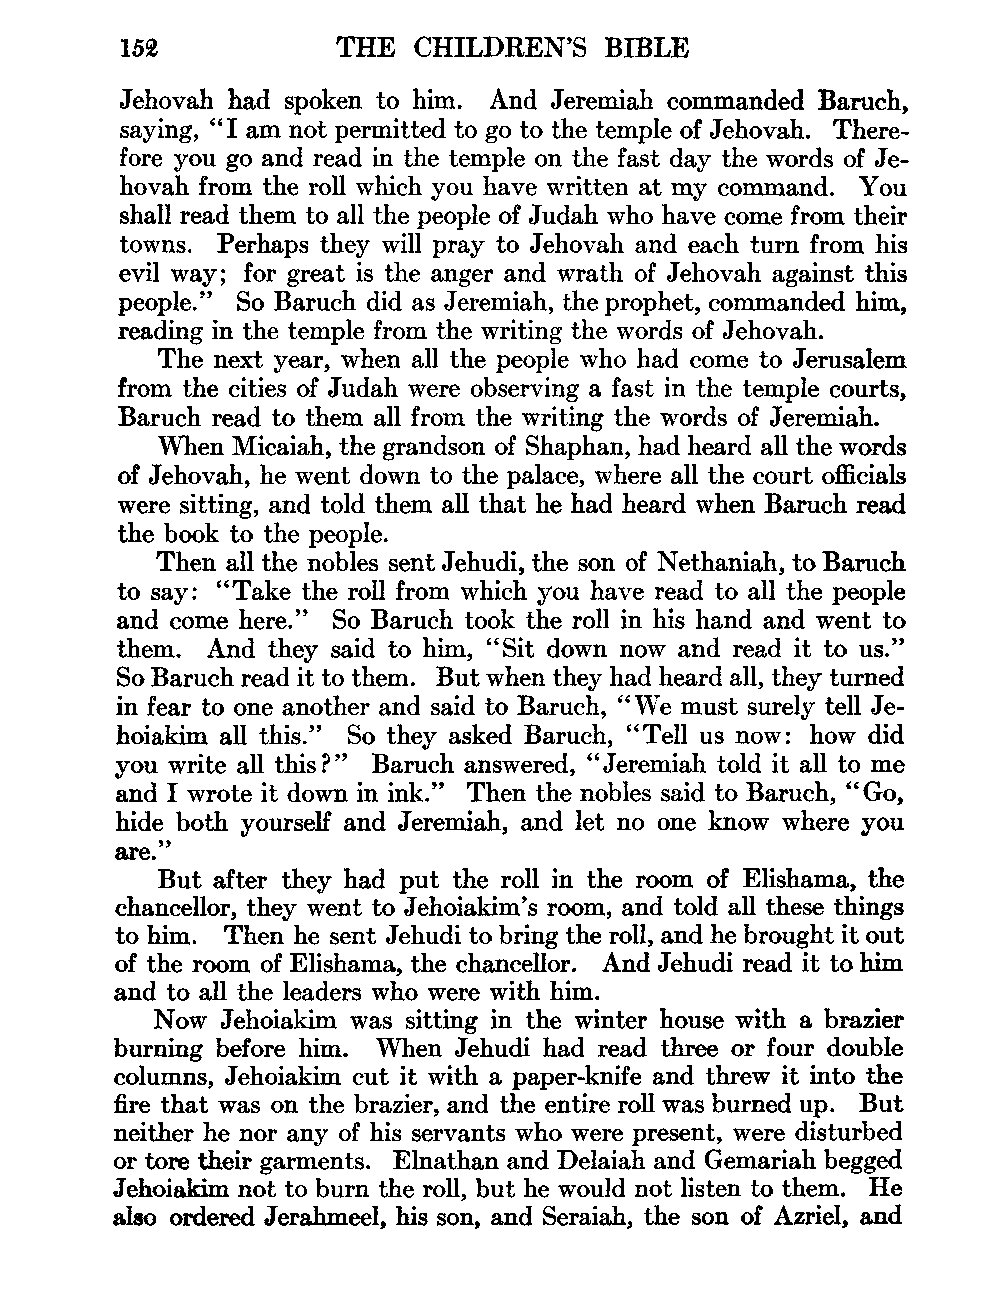 152 THE CHILDREN'S BIBLE
Jehovah had spoken to him. And Jeremiah commanded Baruch,
saying, “I am not permitted to go to the temple of Jehovah. There-
fore you go and read in the temple on the fast day the words of Je-
hovah from the roll which you have written at my command. You
shall read them to all the people of Judah who have come from their
towns. Perhaps they will pray to Jehovah and each turn from his
evil way; for great is the anger and wrath of Jehovah against this
people.” So Baruch did as Jeremiah, the prophet, commanded him,
reading in the temple from the writing the words of Jehovah.
The next year, when all the people who had come to Jerusalem
from the cities of Judah were observing a fast in the temple courts,
Baruch read to them all from the writing the words of Jeremiah.
When Micaiah, the grandson of Shaphan, had heard all the words
of Jehovah, he went down to the palace, where all the court officials
were sitting, and told them all that he had heard when Baruch read
the book to the people.
Then all the nobles sent Jehudi, the son of Nethaniah, to Baruch
to say: “Take the roll from which you have read to all the people
and come here.” So Baruch took the roll in his hand and went to
them. And they said to him, “Sit down now and read it to us.”
So Baruch read it to them. But when they had heard all, they turned
in fear to one another and said to Baruch, “We must surely tell Je-
hoiakim all this.” So they asked Baruch, “Tell us now: how did
you write all this?” Baruch answered, “Jeremiah told it all to me
and I wrote it down in ink.” Then the nobles said to Baruch, “Go,
hide both yourself and Jeremiah, and let no one know where you
are.”
But after they had put the roll in the room of Elishama, the
chancellor, they went to Jehoiakim's room, and told all these things
to him. Then he sent Jehudi to bring the roll, and he brought it out
of the room of Elishama, the chancellor. And Jehudi read it to him
and to all the leaders who were with him.
Now Jehoiakim was sitting in the winter house with a brazier
burning before him. When Jehudi had read three or four double
columns, Jehoiakim cut it with a paper-knife and threw it into the
fire that was on the brazier, and the entire roll was burned up. But
neither he nor any of his servants who were present, were disturbed
or tore their garments. Elnathan and Delaiah and Gemariah begged
Jehoiakim not to burn the roll, but he would not listen to them. He
also ordered Jerahmeel, his son, and Seraiah, the son of Azriel, and